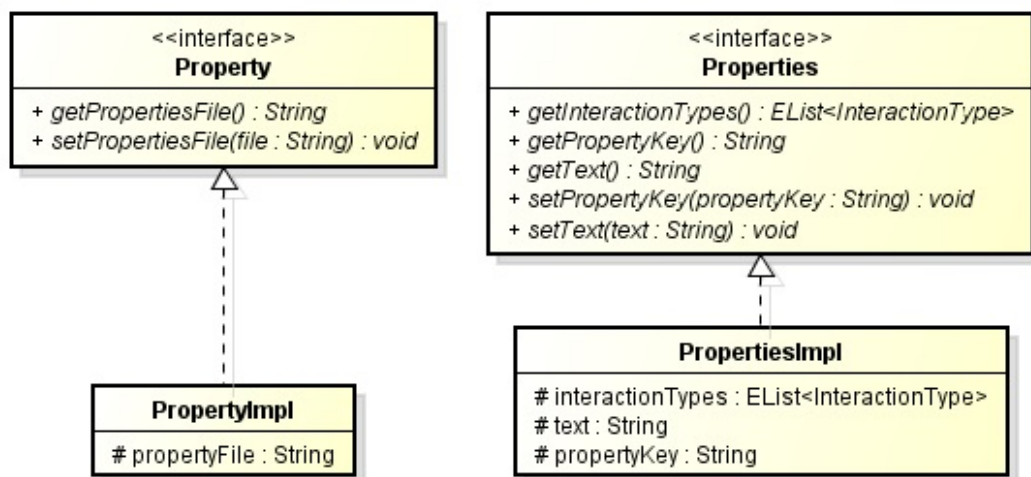 <<interface>>
Property
+ getPropertiesFile() : String
+ setPropertiesFile(file : String) : void
PropertyImpl
# propertyFile : String
<<interface>>
Properties
+ getInteractionTypes() : EList<InteractionType>
+ getPropertyKey() : String
+ getText() : String
+ setPropertyKey(propertyKey : String) : void
+ setText(text : String) : void
PropertiesImpl
# interactionTypes : EList<InteractionType>
# text : String
# propertyKey : String